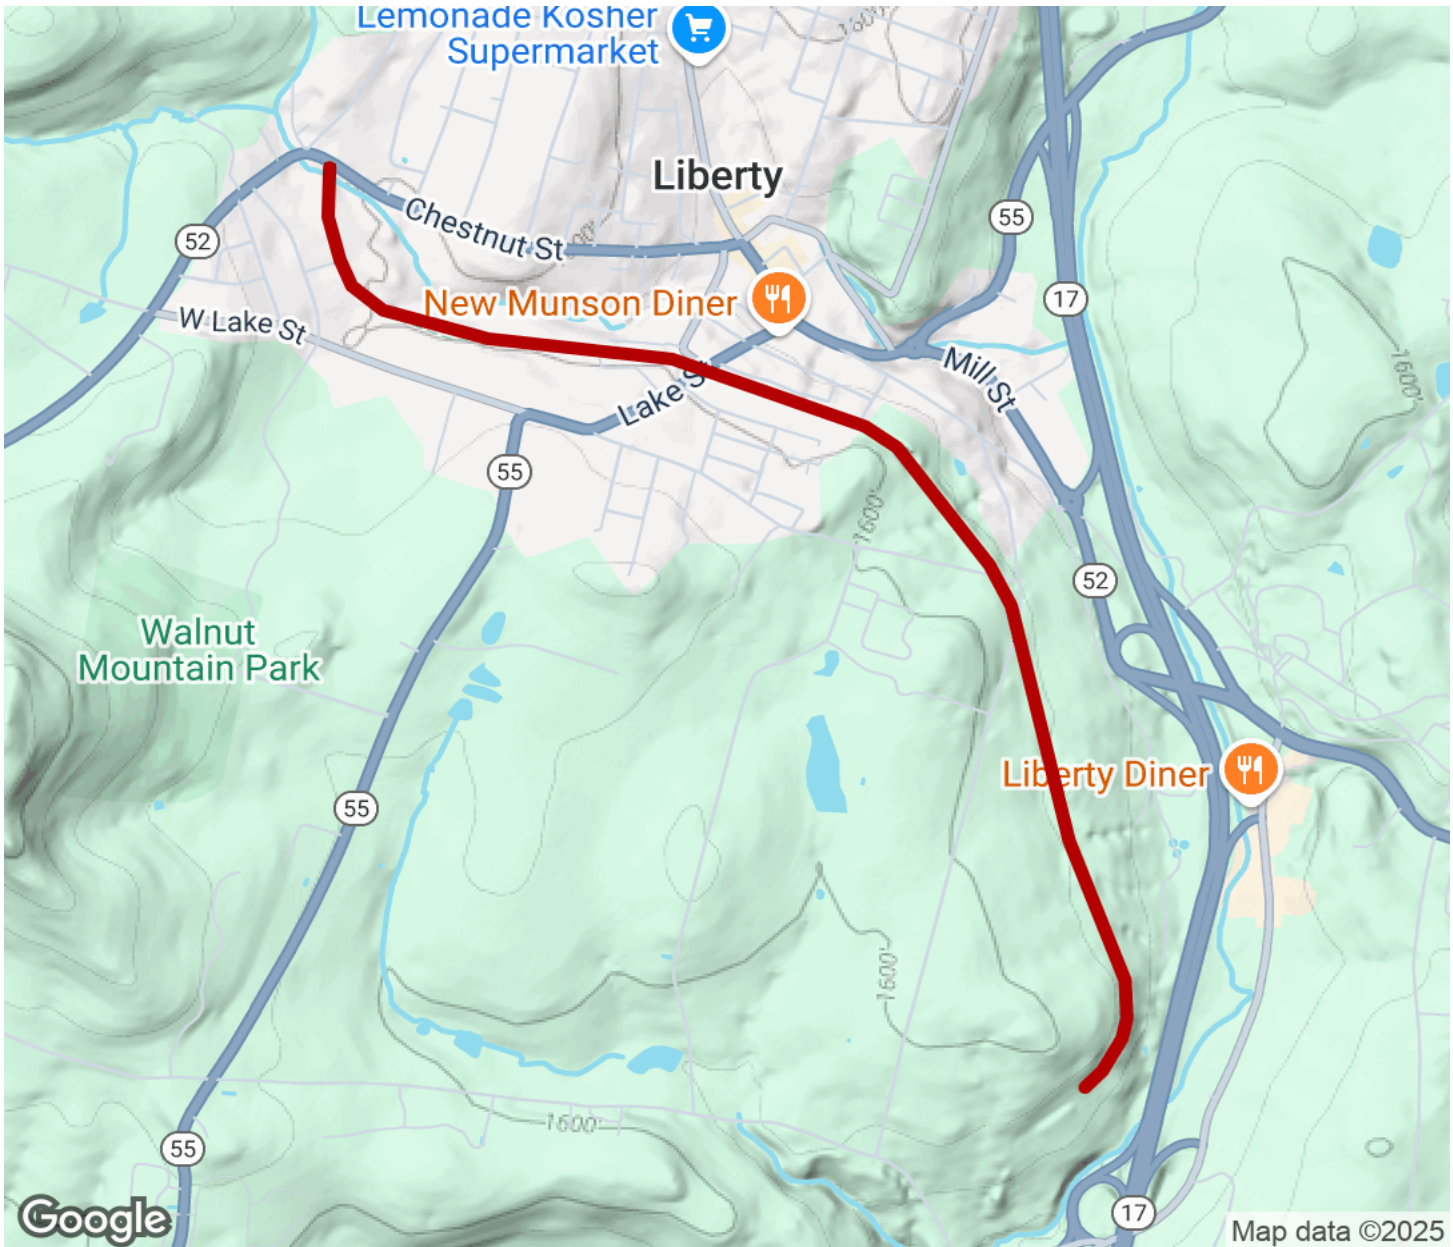 Lemonade Kosher
Supermarket
1600'
Liberty
55
Chestnut St
52
17
New Munson Diner
W Lake St
Mill St
1600'
Lake St
55
1600'
52
Walnut
Mountain Park
Liberty Diner
55
1600'
1600'
55
17
Google
Map data ©2025